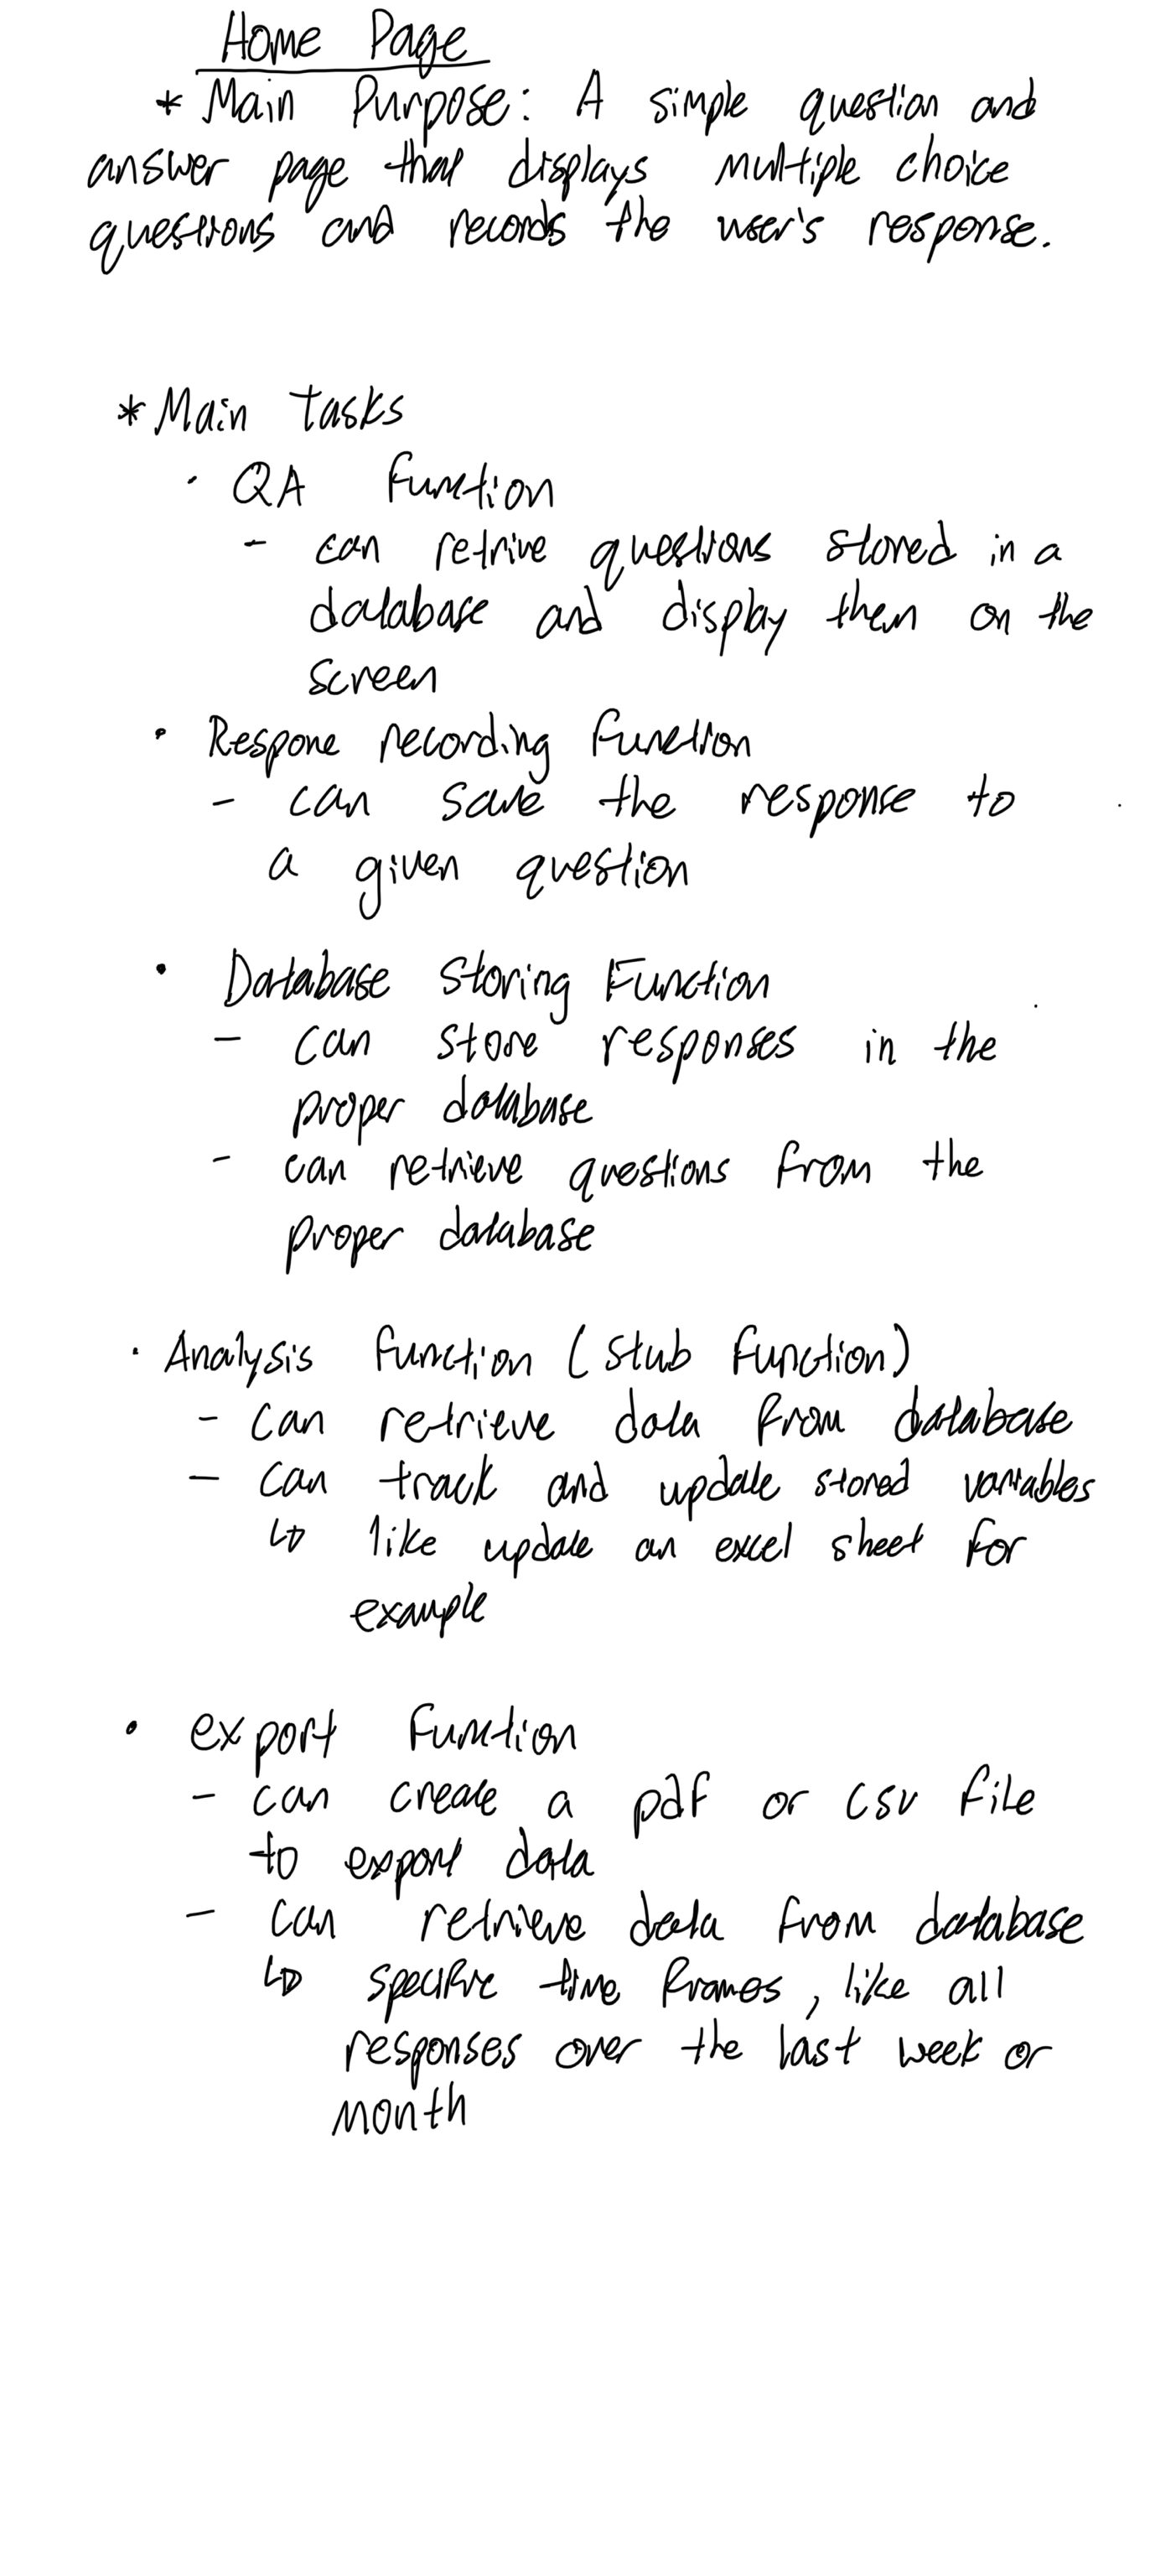 Home Page
* Main Purpose: A simple question and
answer page that displays multiple choice
questions and records the user's response.
* Main tasks
· QA function
- can retrive questions stored in a
database and display them on the
screen
· Respone recording function
- can save the response to
a given question
· Database storing Function
- can store responses in the
proper database
- can retrieve questions from the
proper database
· Analysis function (stub function)
- can retrieve data from database
- can track and update stored variables
↳ like update an excel sheet for
example
· export function
- can create a pdf or csv file
to export data
- can retrieve data from database
↳ specific time frames, like all
responses over the last week or
month